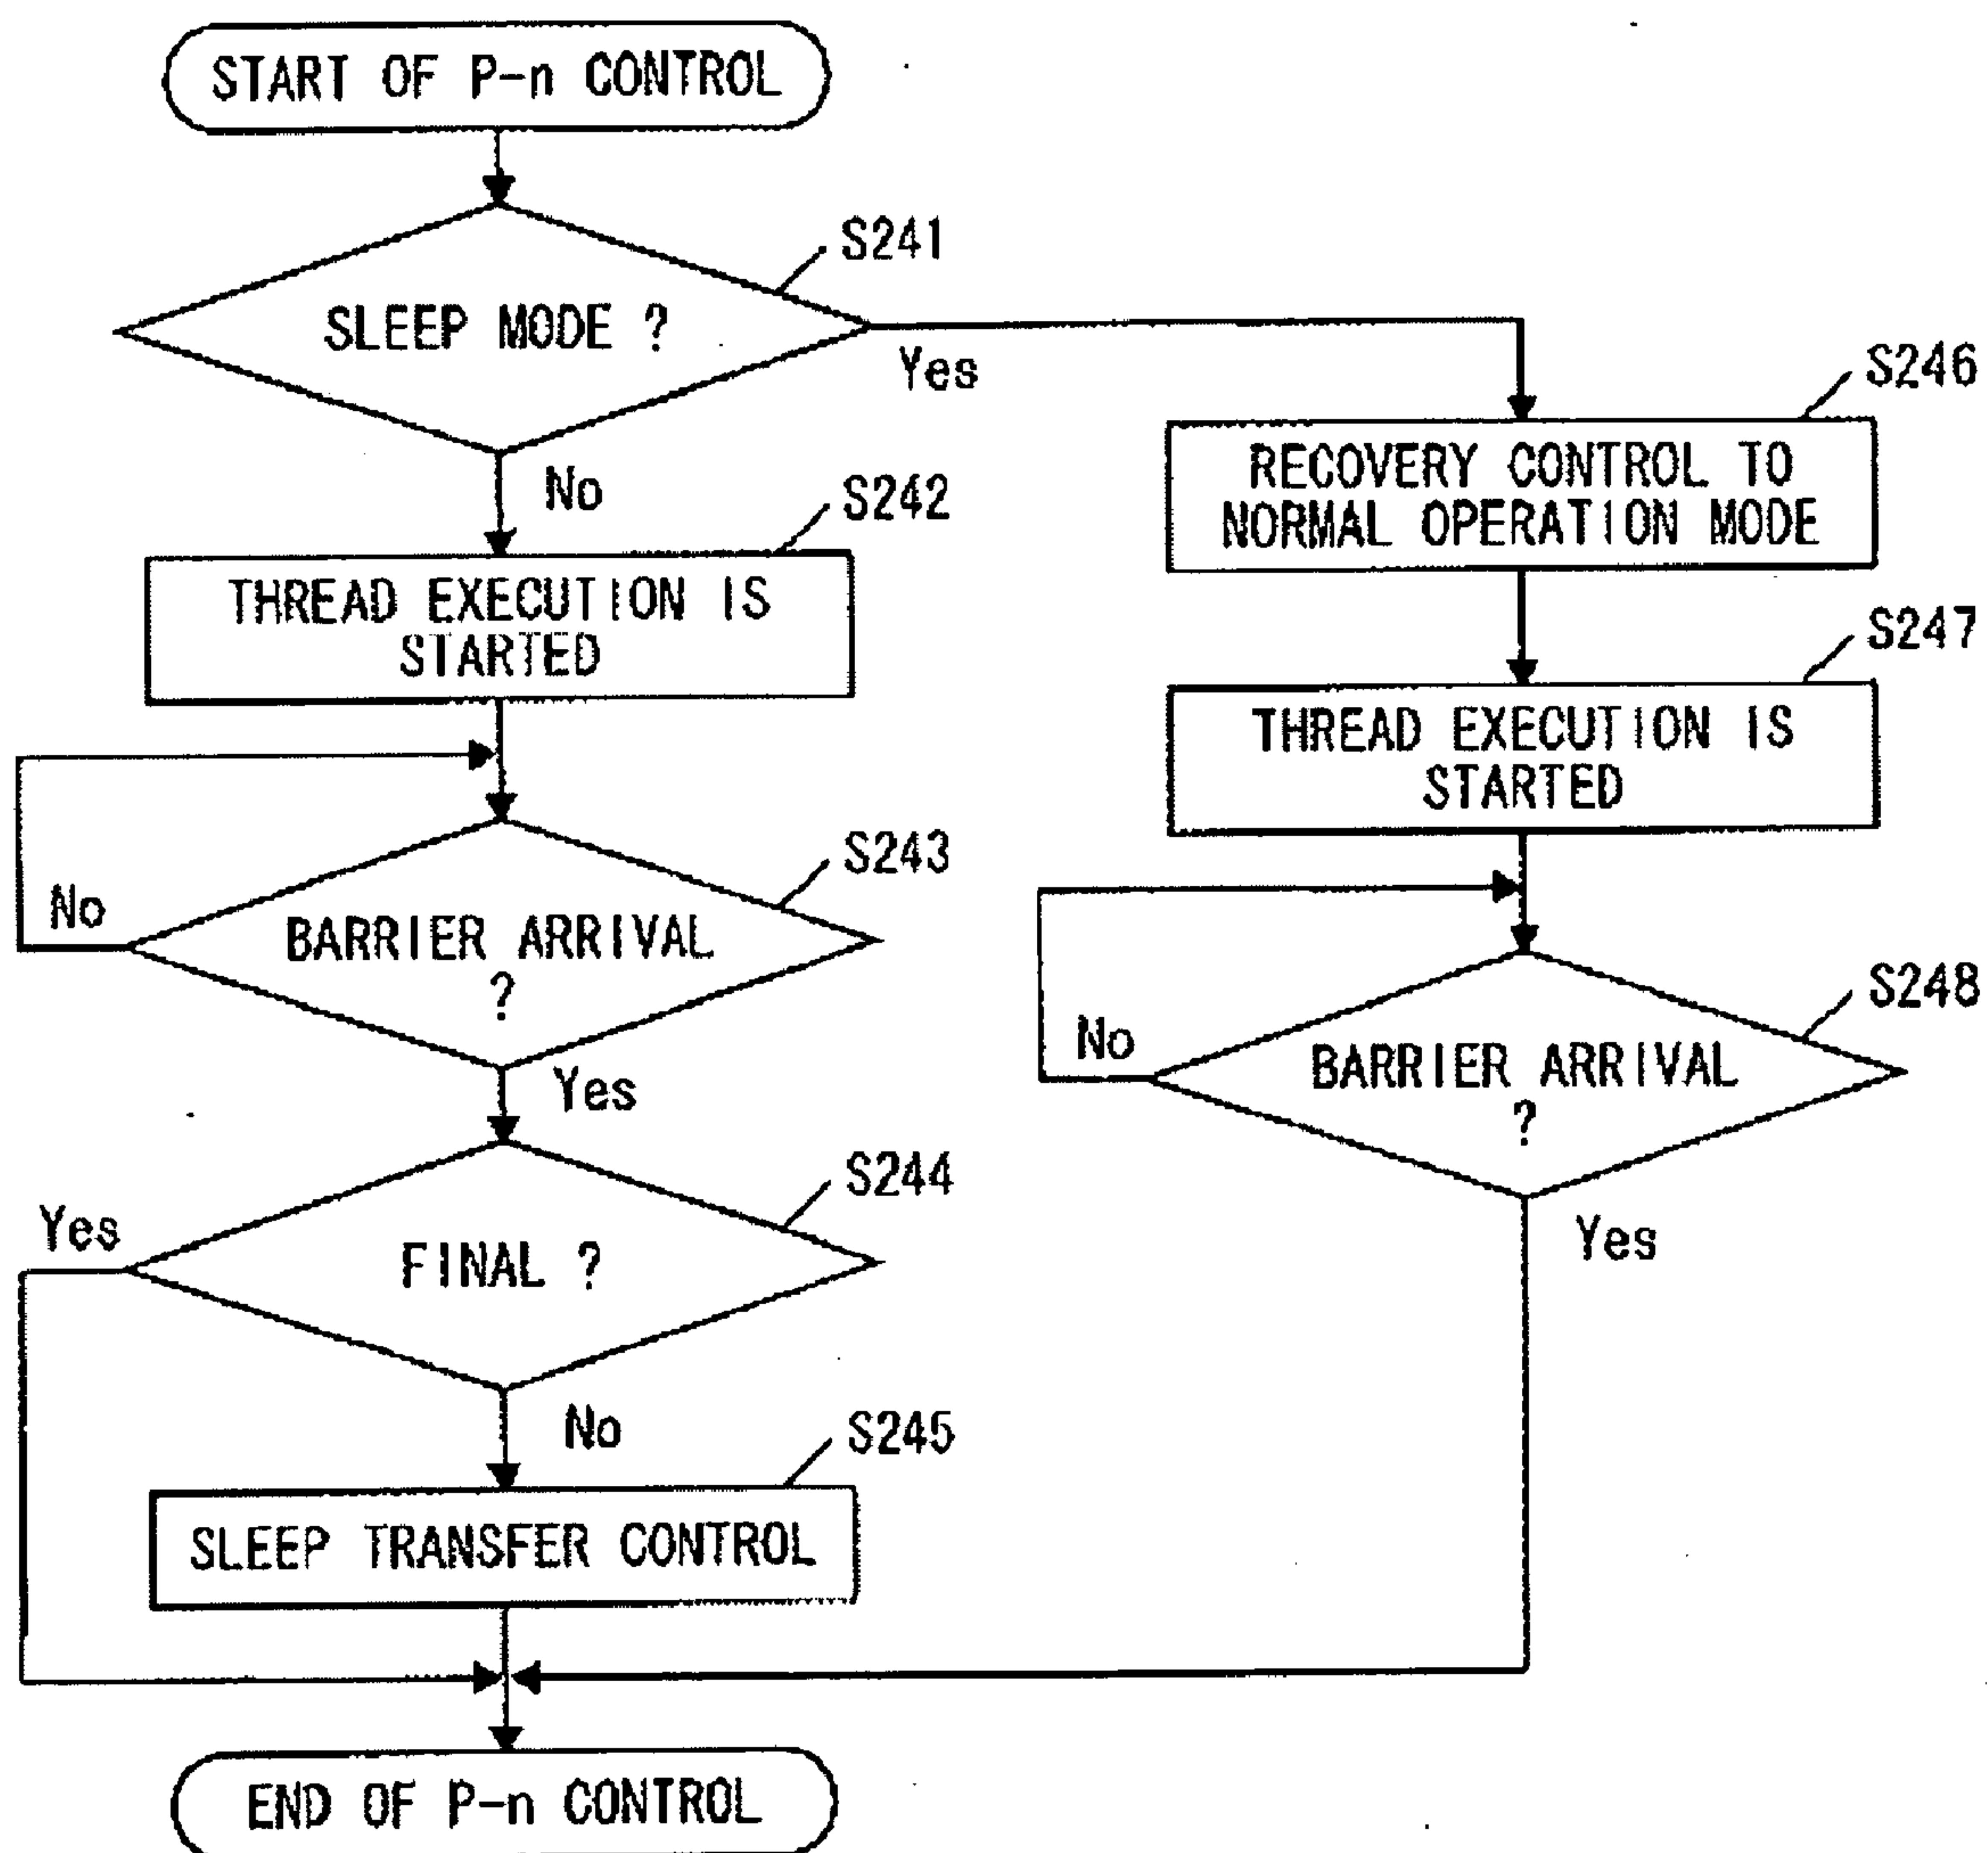 START OF P-n CONTROL
S241
SLEEP MODE ?
Yes
No
S242
THREAD EXECUTION IS
STARTED
S243
No
BARRIER ARRIVAL
?
Yes
S244
Yes
FINAL ?
No
S245
SLEEP TRANSFER CONTROL
S246
RECOVERY CONTROL TO
NORMAL OPERATION MODE
S247
THREAD EXECUTION IS
STARTED
S248
No
BARRIER ARRIVAL
?
Yes
END OF P-n CONTROL